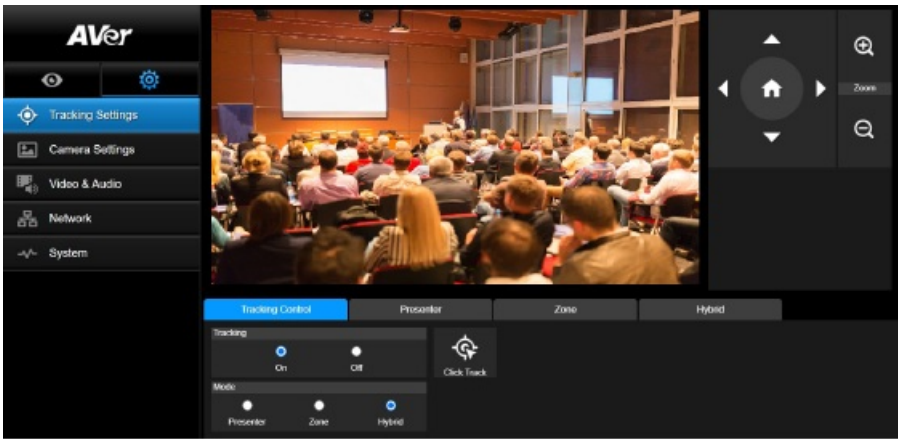 AVer
Tracking Settings
Camera Settings
Video & Audio
Network
System
Zoom
Tracking Control
Presenter
Zone
Hybrid
Tracking
On
Off
Click Track
Mode
Presenter
Zone
Hybrid